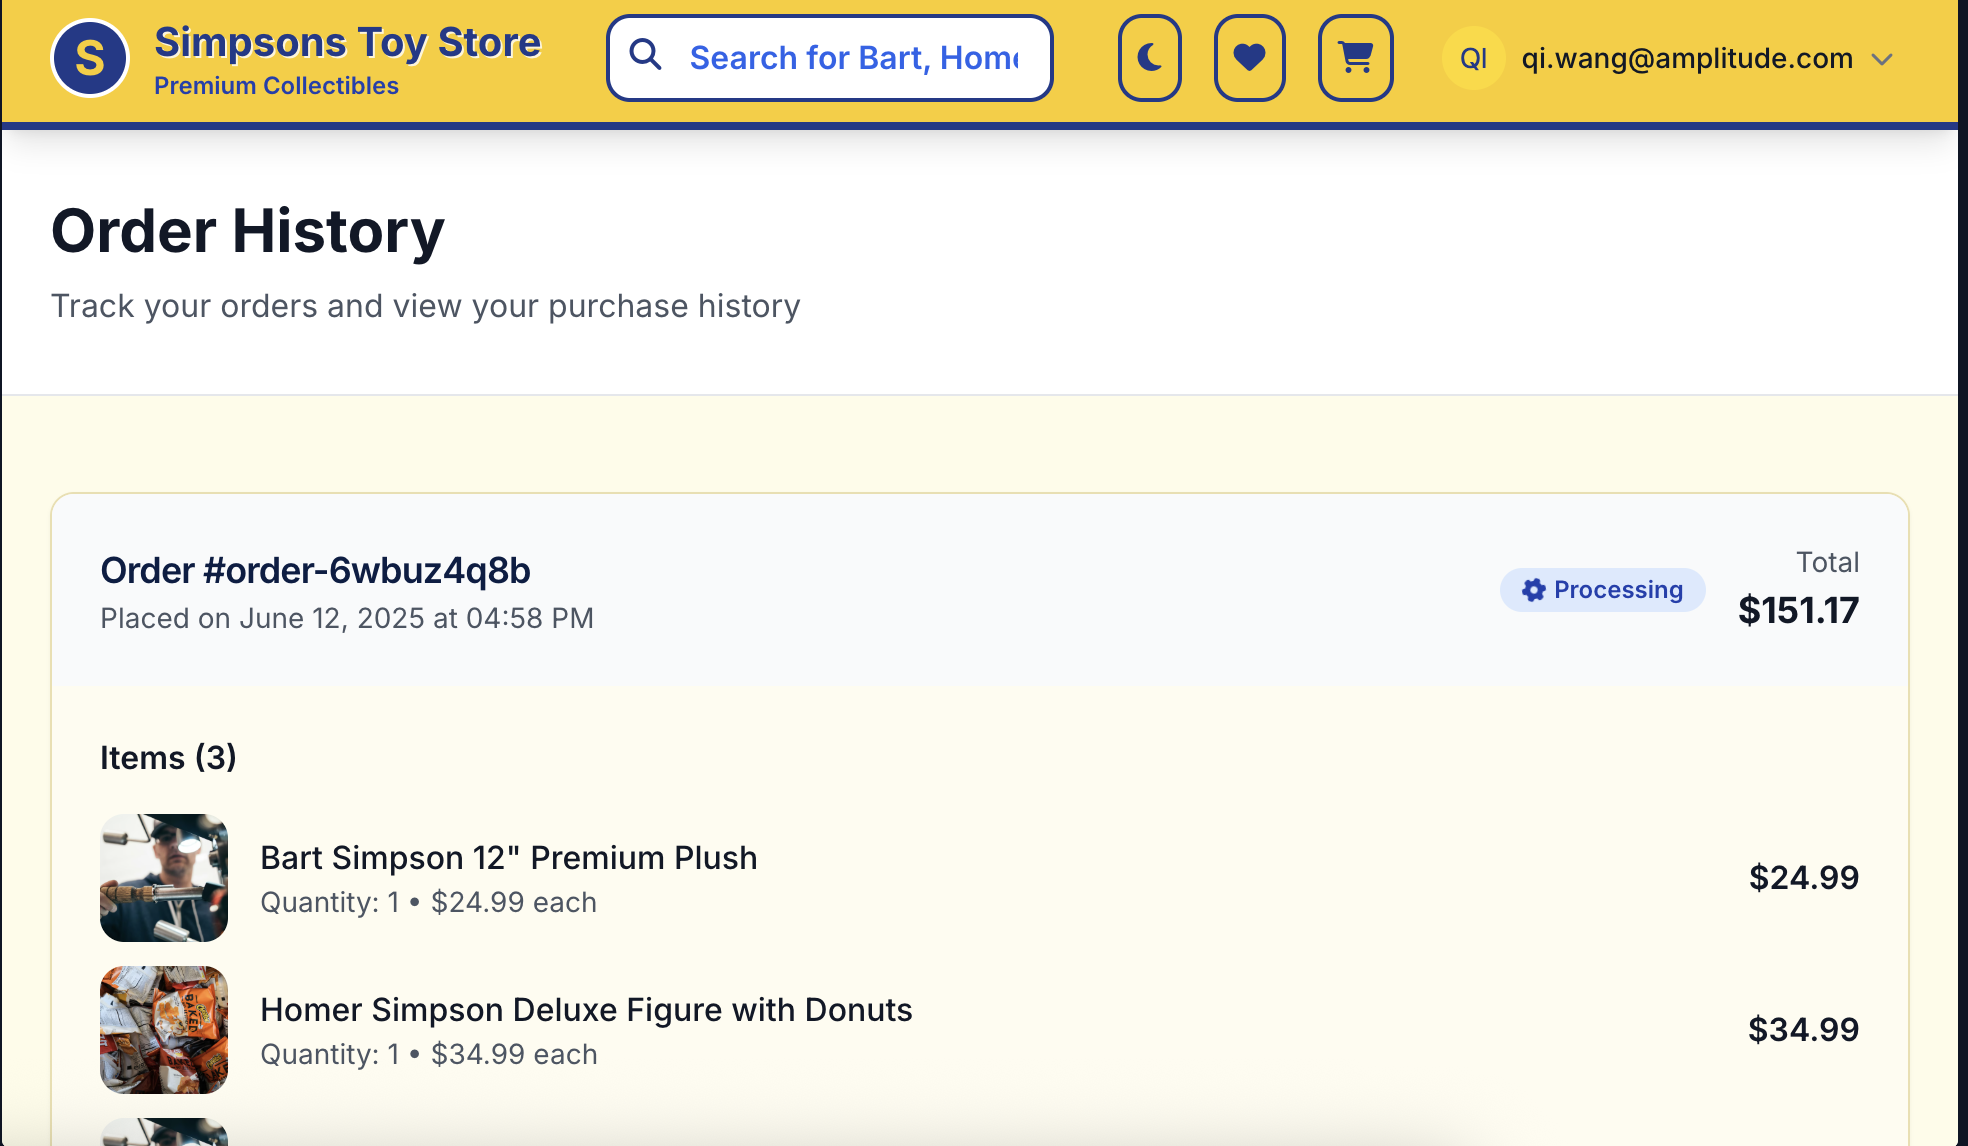 S
Simpsons Toy Store
Premium Collectibles
Search for Bart, Hom
QI
qi.wang@amplitude.com
Order History
Track your orders and view your purchase history
Order #order-6wbuz4q8b
Placed on June 12, 2025 at 04:58 PM
Processing
Total
$151.17
Items (3)
Bart Simpson 12" Premium Plush
Quantity: 1 • $24.99 each
$24.99
BAKED
Homer Simpson Deluxe Figure with Donuts
Quantity: 1 • $34.99 each
$34.99